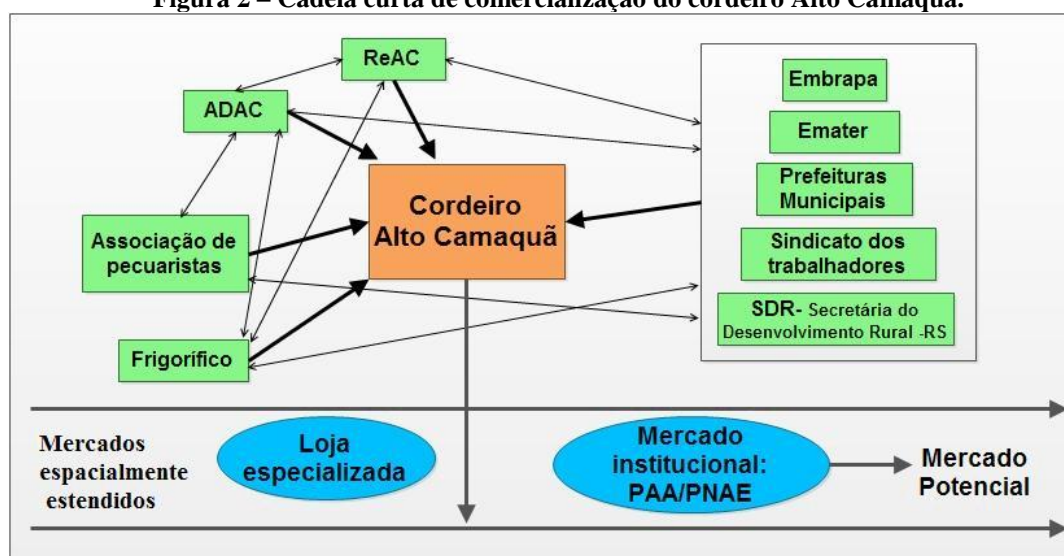 Figura 2 – Cadeia curta de comercialização do cordeiro Alto Camaquã.
ReAC
ADAC
Associação de
pecuaristas
Frigorífico
Cordeiro
Alto Camaquã
Embrapa
Emater
Prefeituras
Municipais
Sindicato dos
trabalhadores
SDR- Secretária do
Desenvolvimento Rural -RS
Mercados
espacialmente
estendidos
Loja
especializada
Mercado
institucional:
PAA/PNAE
Mercado
Potencial